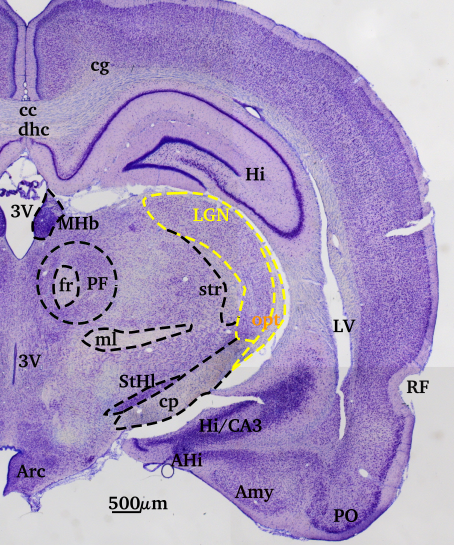 cg
cc
dhc
Hi
3V
MHb
LGN
fr
PF
str
opt
ml
LV
3V
StHl
cp
RF
Hi/CA3
Arc
AHi
Amy
500μm
PO